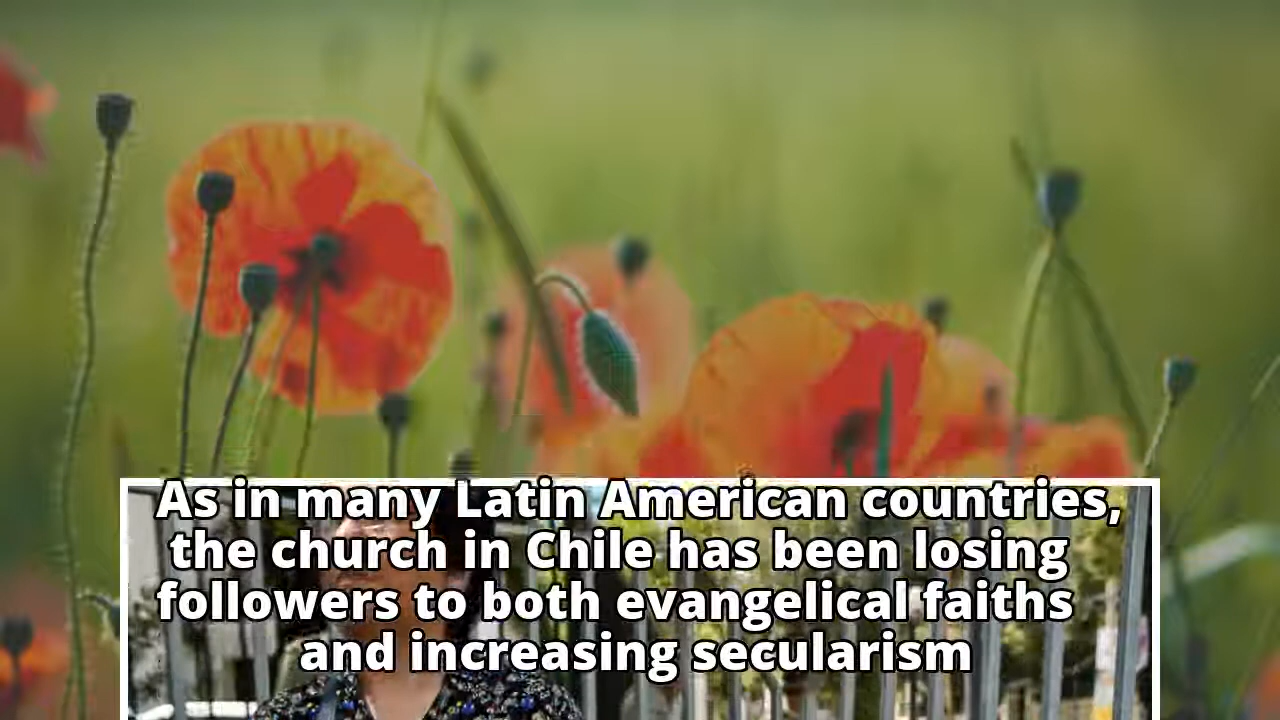 As in many Latin American countries,
the church in Chile has been losing
followers to both evangelical faiths
and increasing secularism